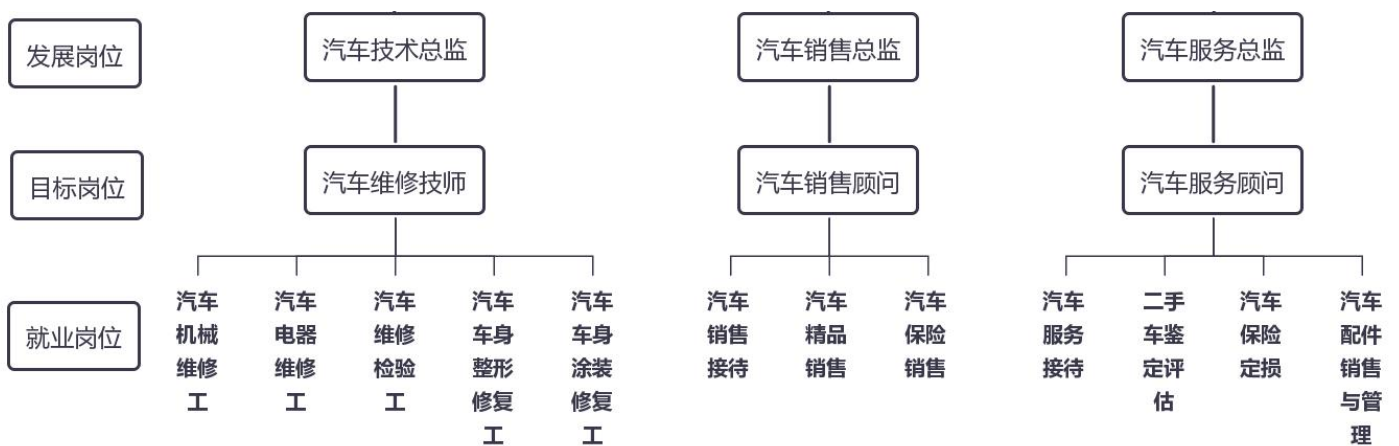 发展岗位
汽车技术总监
汽车销售总监
汽车服务总监
目标岗位
汽车维修技师
汽车销售顾问
汽车服务顾问
就业岗位
汽车
机械
维修
工
汽车
电器
维修
工
汽车
维修
检验
工
汽车
车身
整形
修复
工
汽车
车身
涂装
修复
工
汽车
销售
接待
汽车
精品
销售
汽车
保险
销售
汽车
服务
接待
二手
车鉴
定评
估
汽车
保险
定损
汽车
配件
销售
与管
理